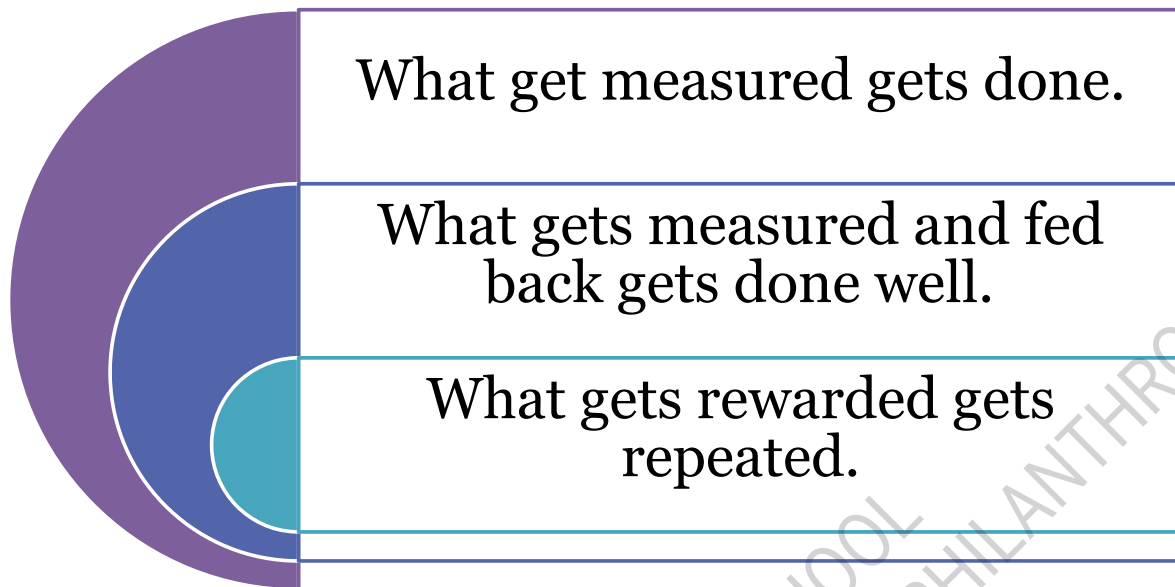 What get measured gets done.
What gets measured and fed
back gets done well.
What gets rewarded gets
repeated.